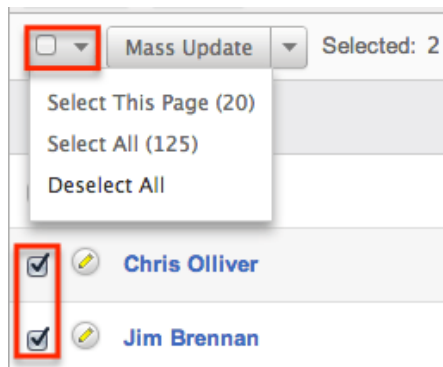 Mass Update Selected: 2
Select This Page (20)
Select All (125)
Deselect All
Chris Olliver
Jim Brennan